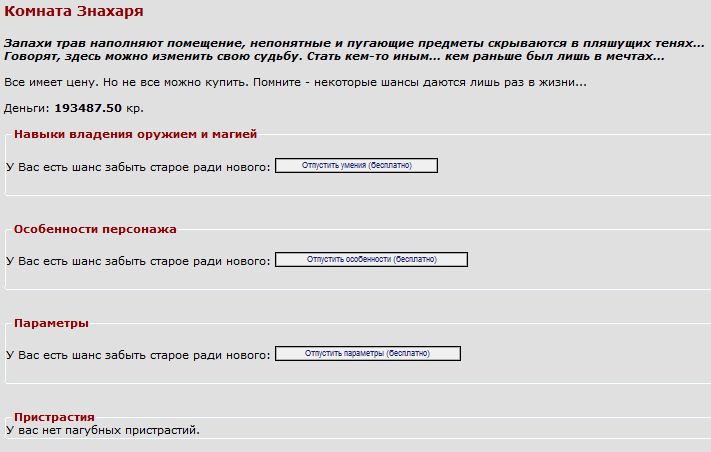 Комната Знахаря
Запахи трав наполняют помещение, непонятные и пугающие предметы скрываются в пляшущих тенях...
Говорят, здесь можно изменить свою судьбу. Стать кем-то иным... кем раньше был лишь в мечтах...
Все имеет цену. Но не все можно купить. Помните - некоторые шансы даются лишь раз в жизни...
Деньги: 193487.50 кр.
Навыки владения оружием и магией
У Вас есть шанс забыть старое ради нового: Отпустить умения (бесплатно)
Особенности персонажа
У Вас есть шанс забыть старое ради нового: Отпустить особенности (бесплатно)
Параметры
У Вас есть шанс забыть старое ради нового: Отпустить параметры (бесплатно)
Пристрастия
У вас нет пагубных пристрастий.